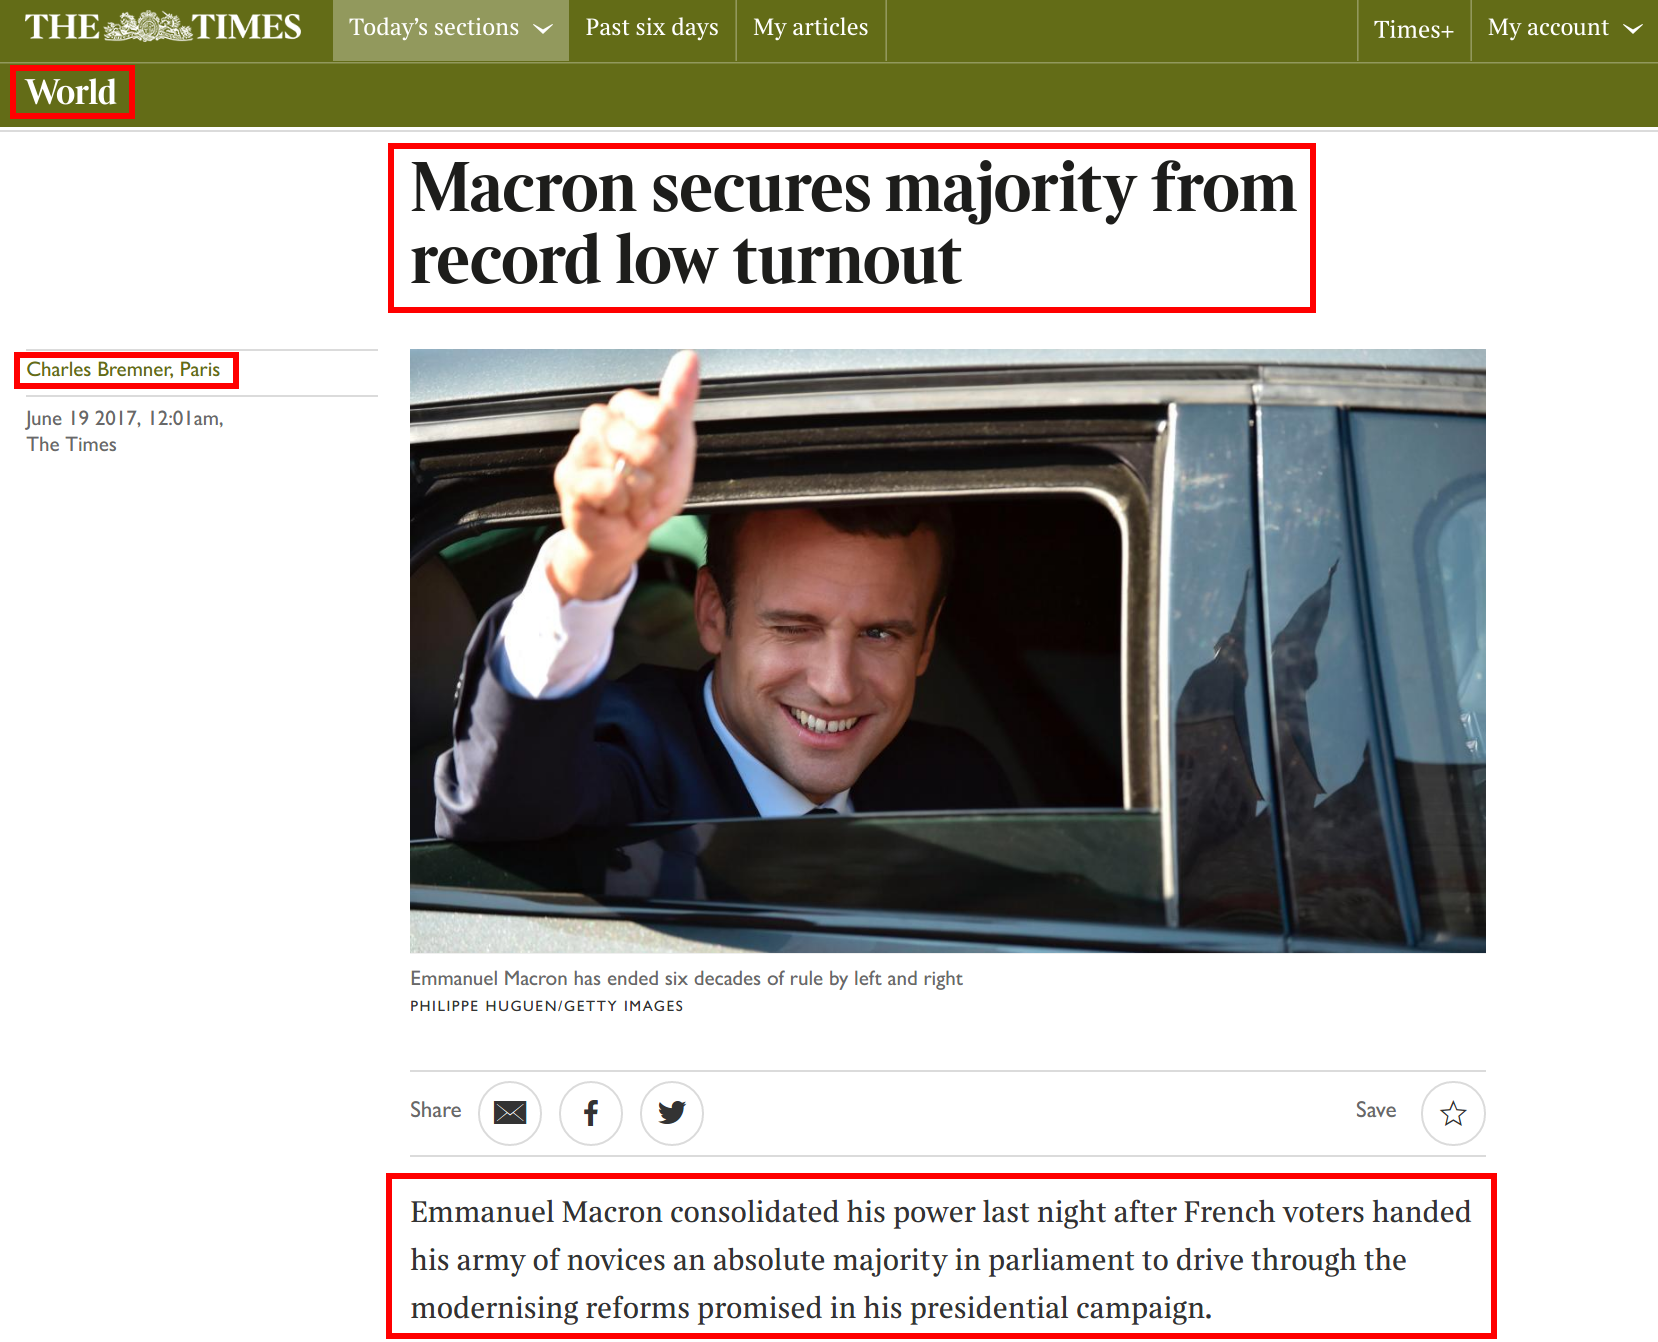 THE TIMES
Today's sections
Past six days
My articles
Times+
My account
World
Macron secures majority from
record low turnout
Charles Bremner, Paris
June 19 2017, 12:01am,
The Times
Emmanuel Macron has ended six decades of rule by left and right
PHILIPPE HUGUEN/GETTY IMAGES
Share
Save
Emmanuel Macron consolidated his power last night after French voters handed
his army of novices an absolute majority in parliament to drive through the
modernising reforms promised in his presidential campaign.